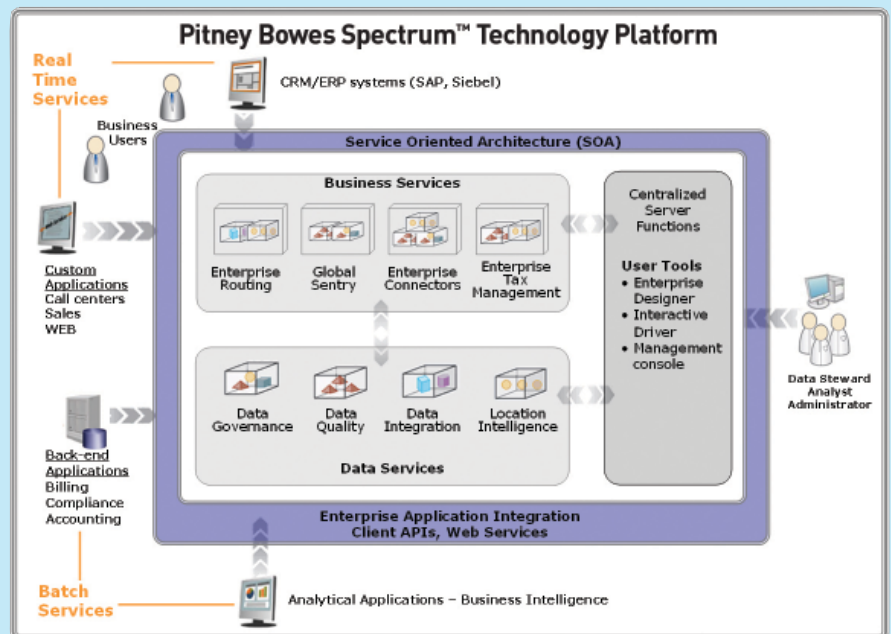 Pitney Bowes Spectrum™ Technology Platform
Real
Time
Services
CRM/ERP systems (SAP, Siebel)
Business
Users
Service Oriented Architecture (SOA)
Business Services
Enterprise
Routing
Global
Sentry
Enterprise
Connectors
Enterprise
Tax
Management
Centralized
Server
Functions
User Tools
• Enterprise
Designer
• Interactive
Driver
• Management
console
Custom
Applications
Call centers
Sales
WEB
Data
Governance
Data
Quality
Data
Integration
Location
Intelligence
Data Services
Data Steward
Analyst
Administrator
Back-end
Applications
Billing
Compliance
Accounting
Enterprise Application Integration
Client APIs, Web Services
Batch
Services
Analytical Applications – Business Intelligence